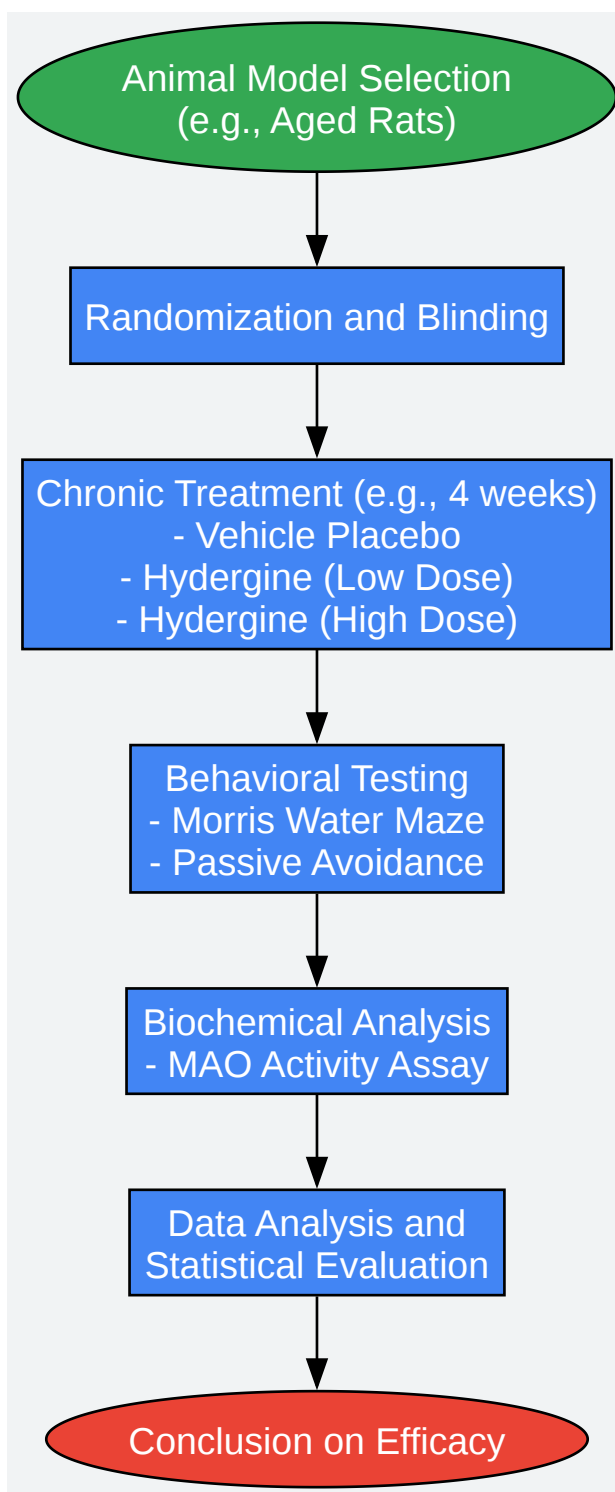 Animal Model Selection
(e.g., Aged Rats)
Randomization and Blinding
Chronic Treatment (e.g., 4 weeks)
- Vehicle Placebo
- Hydergine (Low Dose)
- Hydergine (High Dose)
Behavioral Testing
- Morris Water Maze
- Passive Avoidance
Biochemical Analysis
- MAO Activity Assay
Data Analysis and
Statistical Evaluation
Conclusion on Efficacy